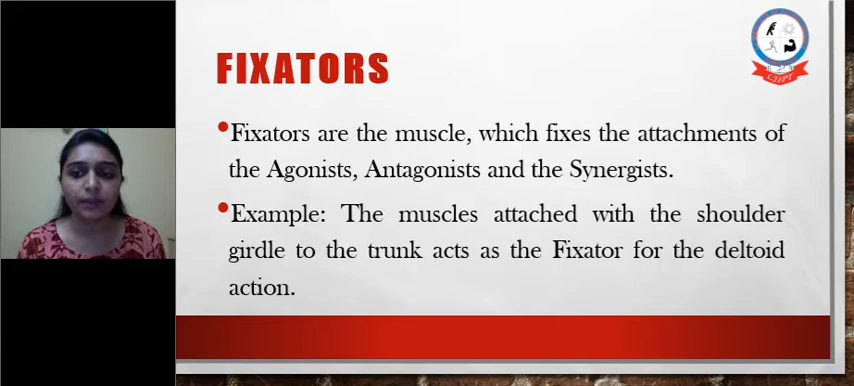 FIXATORS
•Fixators are the muscle, which fixes the attachments of
the Agonists, Antagonists and the Synergists.
•Example: The muscles attached with the shoulder
girdle to the trunk acts as the Fixator for the deltoid
action.